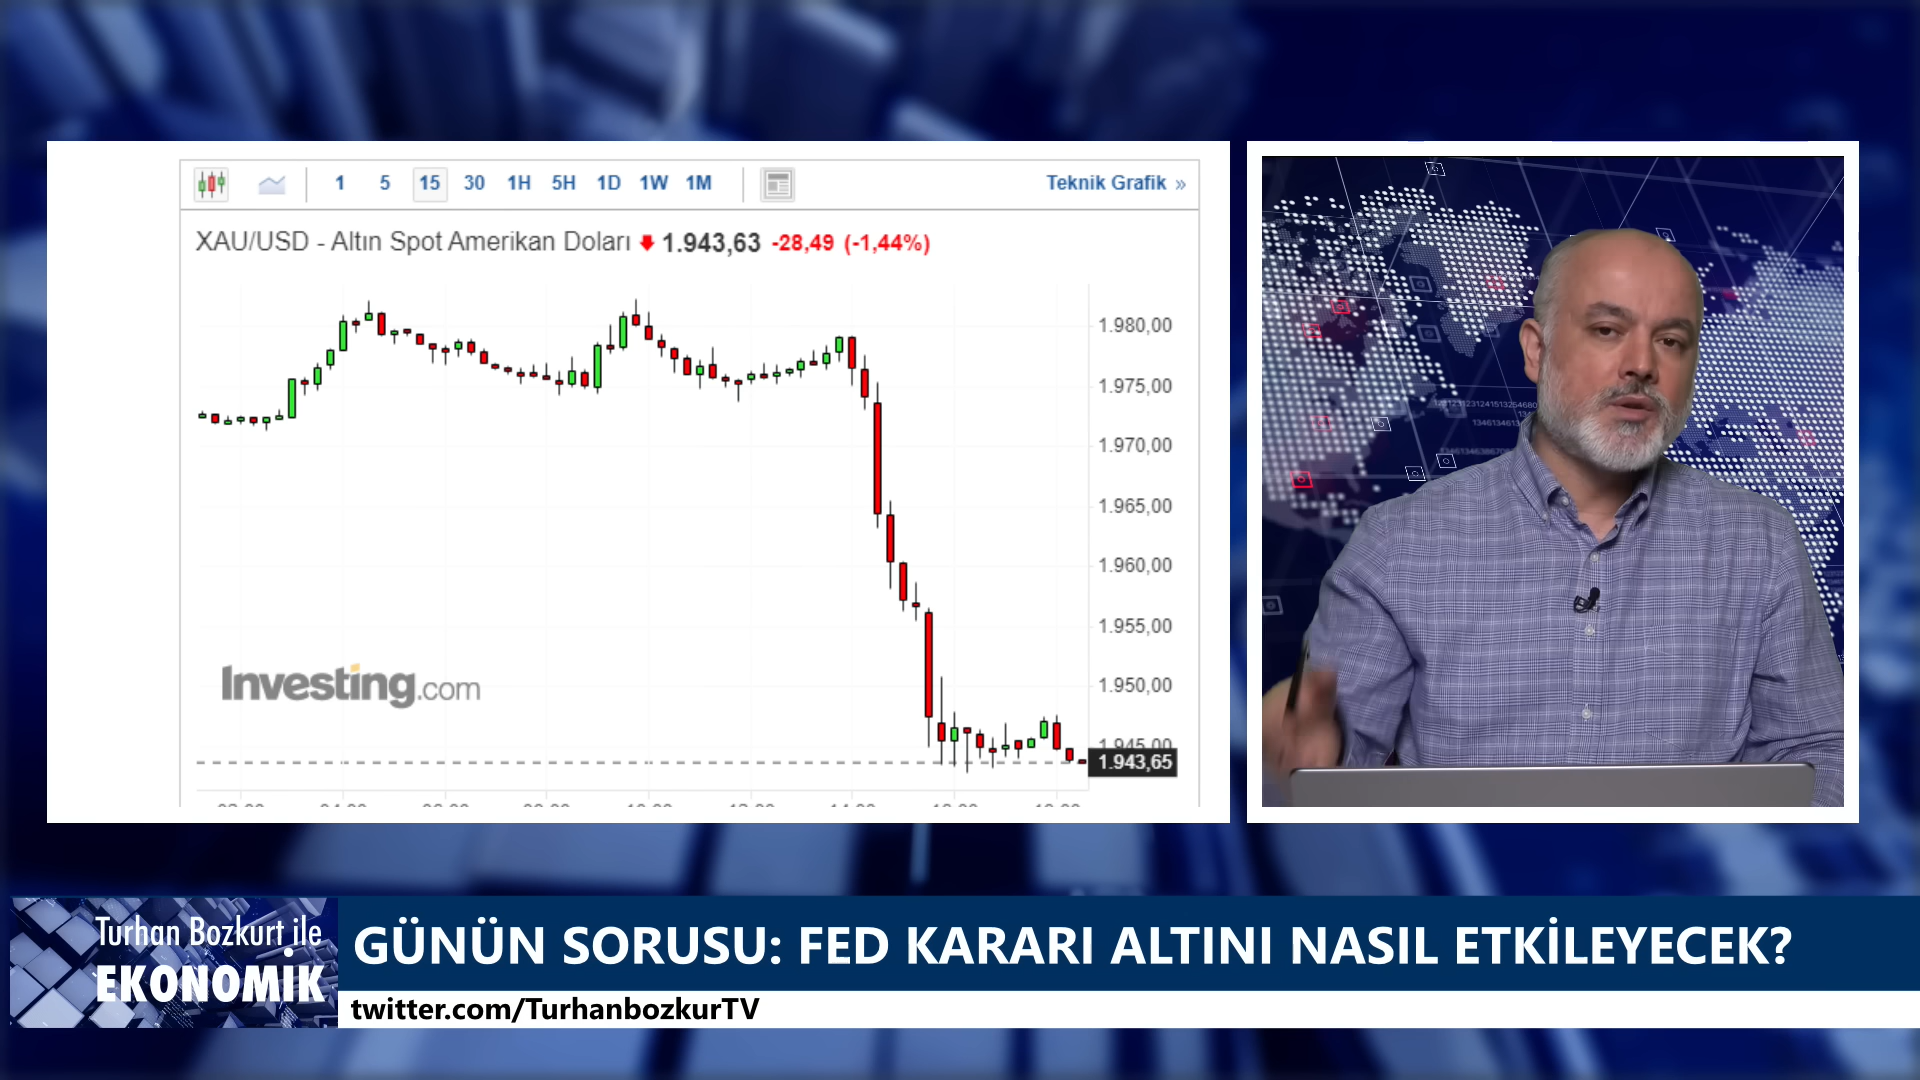 1 5 15 30 1H 5H 1D 1W 1M Teknik Grafik »
XAU/USD - Altın Spot Amerikan Doları 1.943,63 -28,49 (-1,44%)
1.980,00
1.975,00
1.970,00
1.965,00
1.960,00
1.955,00
1.950,00
1.945,00
1.943,65
Investing.com
Turhan Bozkurt ile
EKONOMİK
GÜNÜN SORUSU: FED KARARI ALTINI NASIL ETKİLEYECEK?
twitter.com/TurhanbozkurTV